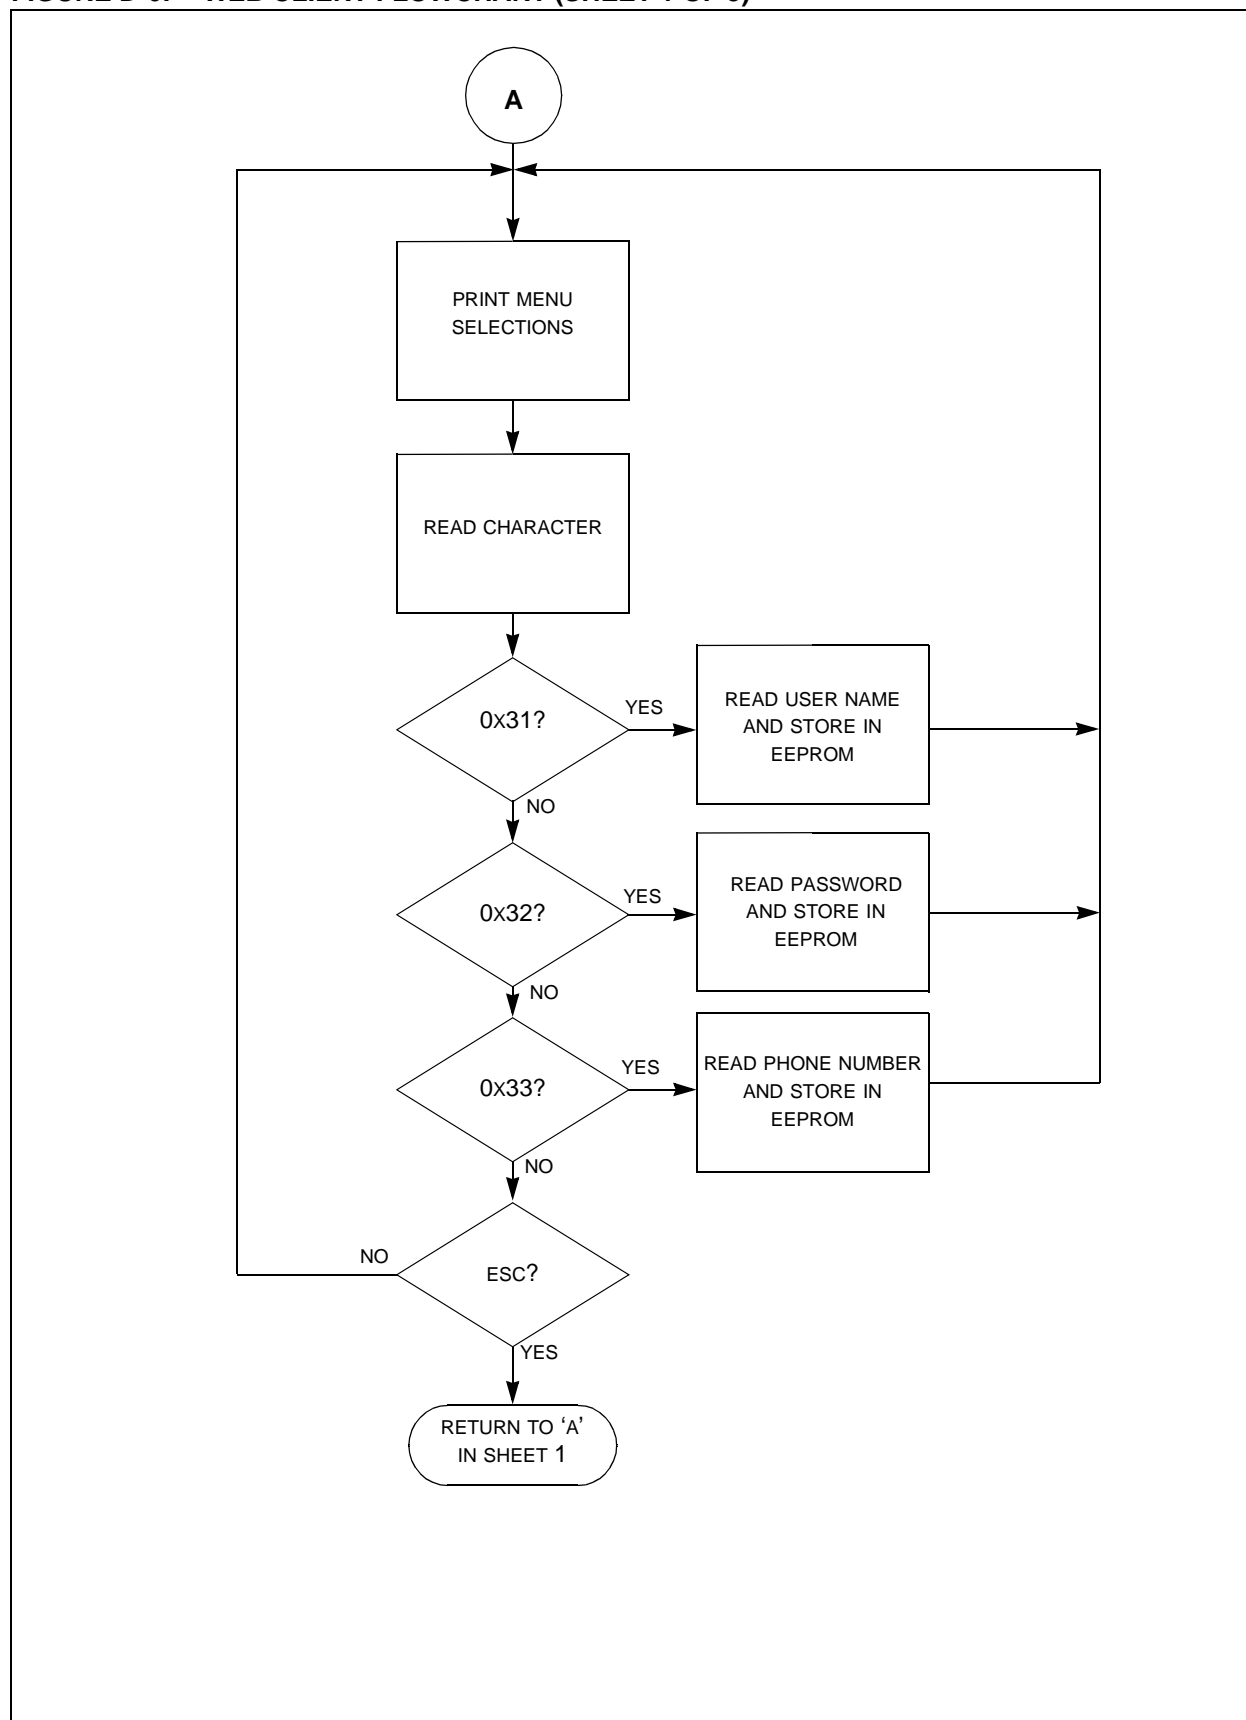 A
PRINT MENU
SELECTIONS
READ CHARACTER
0X31?
YES
READ USER NAME
AND STORE IN
EEPROM
NO
0X32?
YES
READ PASSWORD
AND STORE IN
EEPROM
NO
0X33?
YES
READ PHONE NUMBER
AND STORE IN
EEPROM
NO
NO
ESC?
YES
RETURN TO ‘A’
IN SHEET 1